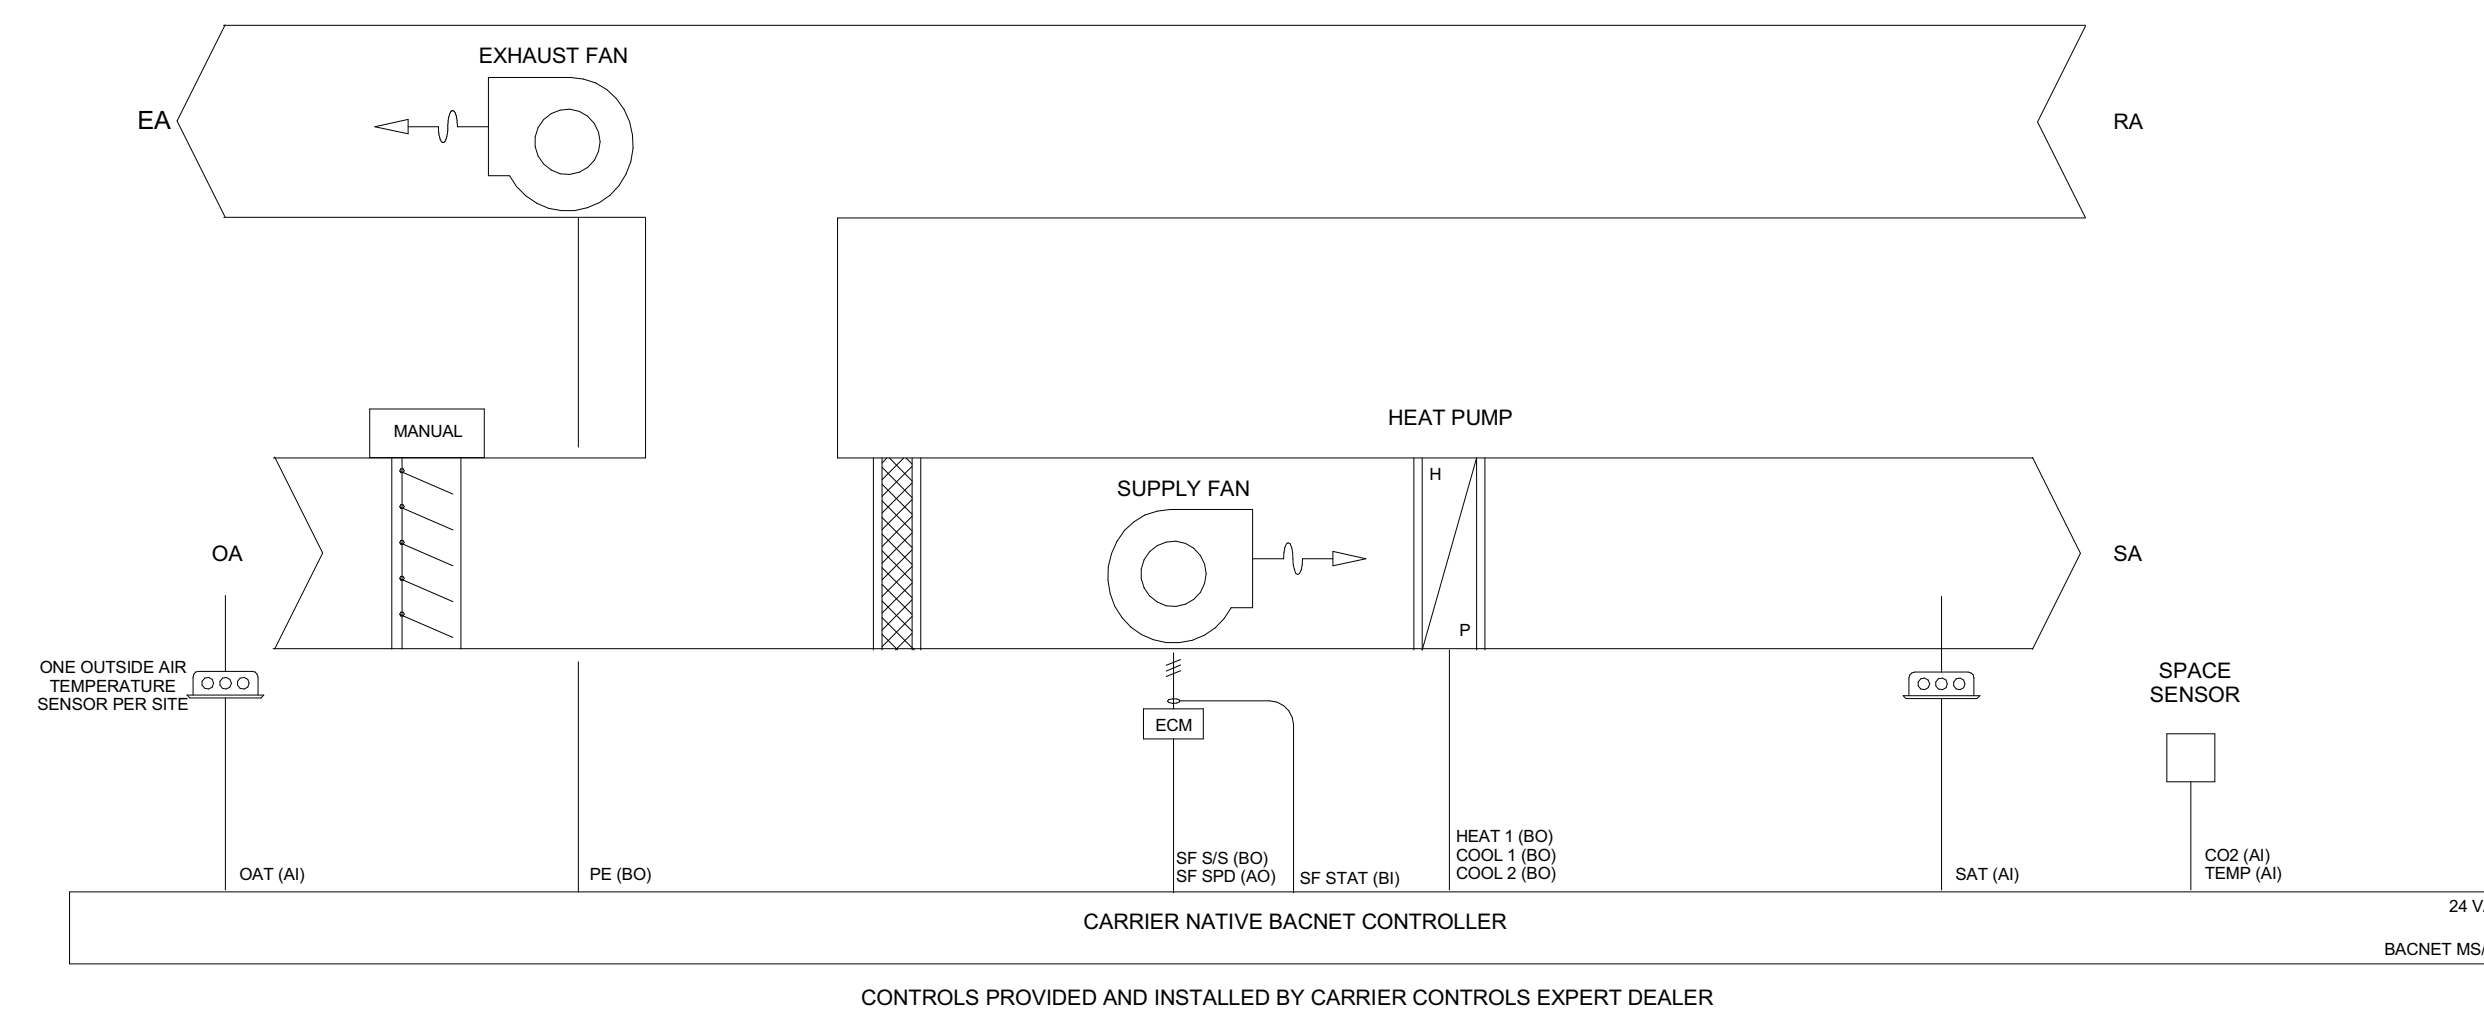 EXHAUST FAN
EA
RA
MANUAL
HEAT PUMP
H
SUPPLY FAN
OA
SA
P
ONE OUTSIDE AIR
TEMPERATURE
SENSOR PER SITE
SPACE
SENSOR
ECM
OAT (AI)
PE (BO)
SF S/S (BO)
SF SPD (AO)
SF STAT (BI)
HEAT 1 (BO)
COOL 1 (BO)
COOL 2 (BO)
SAT (AI)
CO2 (AI)
TEMP (AI)
24 V
CARRIER NATIVE BACNET CONTROLLER
BACNET MS/
CONTROLS PROVIDED AND INSTALLED BY CARRIER CONTROLS EXPERT DEALER